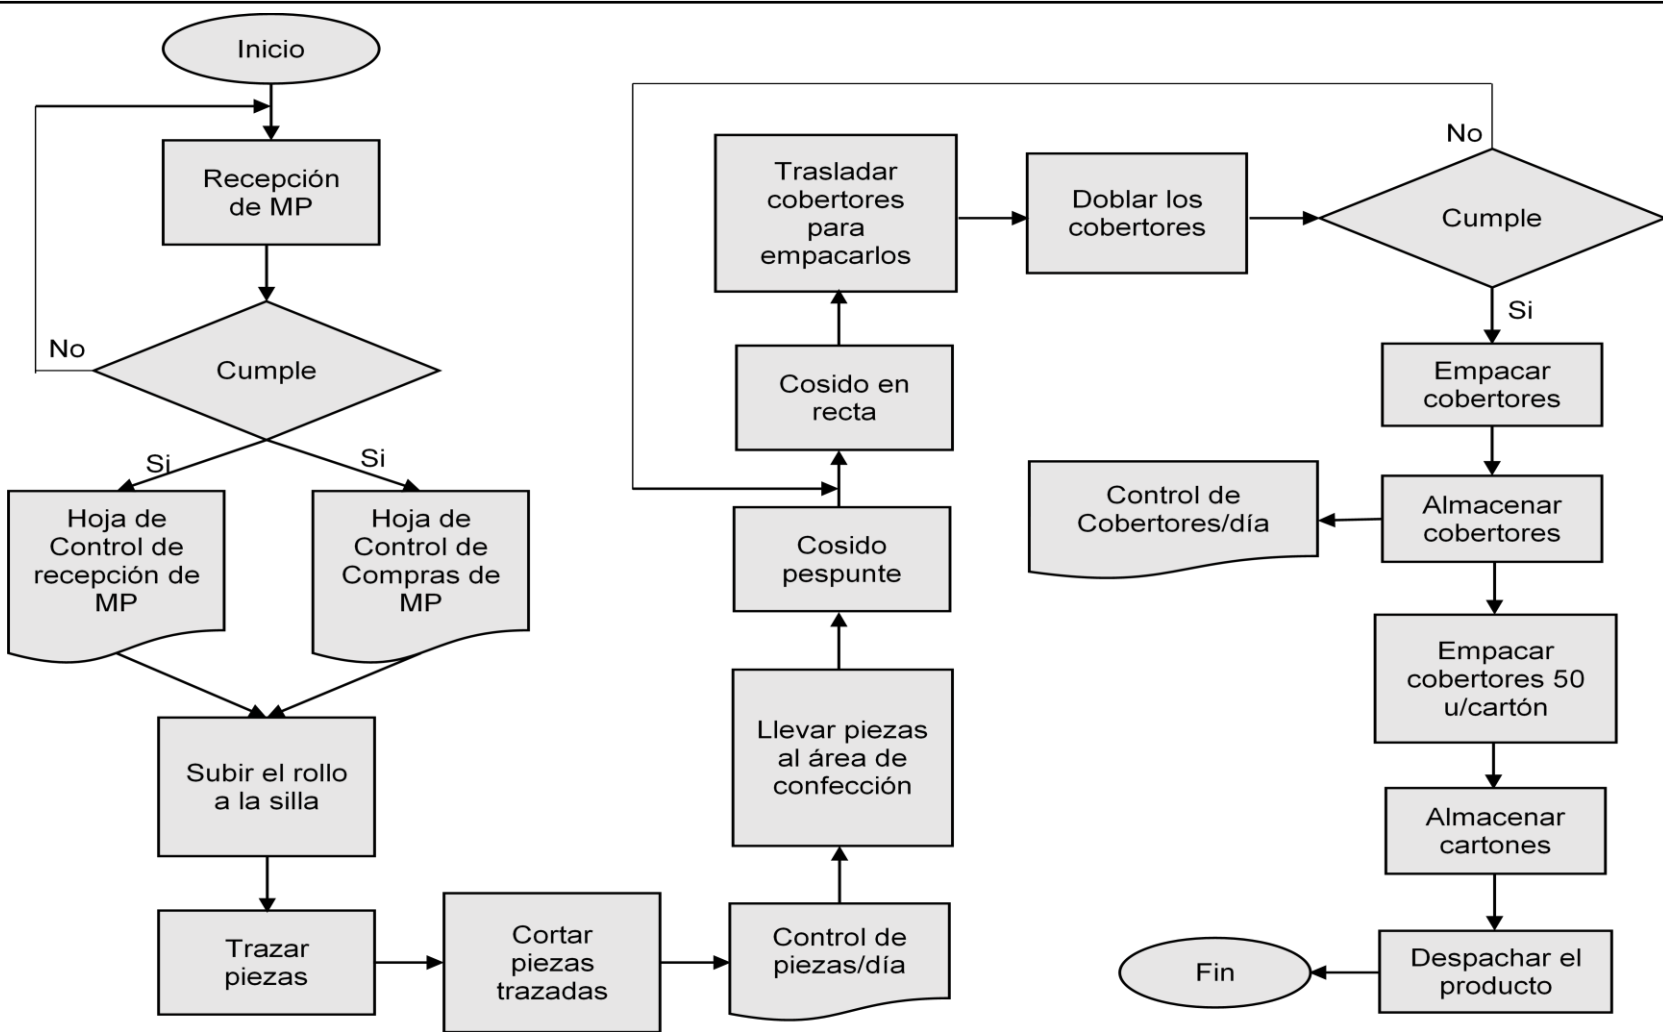 Inicio
Recepción
de MP
Cumple
No
Si
Si
Hoja de
Control de
recepción de
MP
Hoja de
Control de
Compras de
MP
Subir el rollo
a la silla
Trazar
piezas
Cortar
piezas
trazadas
Control de
piezas/día
Llevar piezas
al área de
confección
Cosido
pespunte
Cosido en
recta
Trasladar
cobertores
para
empacarlos
Doblar los
cobertores
Cumple
No
Si
Empacar
cobertores
Almacenar
cobertores
Control de
Cobertores/día
Empacar
cobertores 50
u/cartón
Almacenar
cartones
Despachar el
producto
Fin